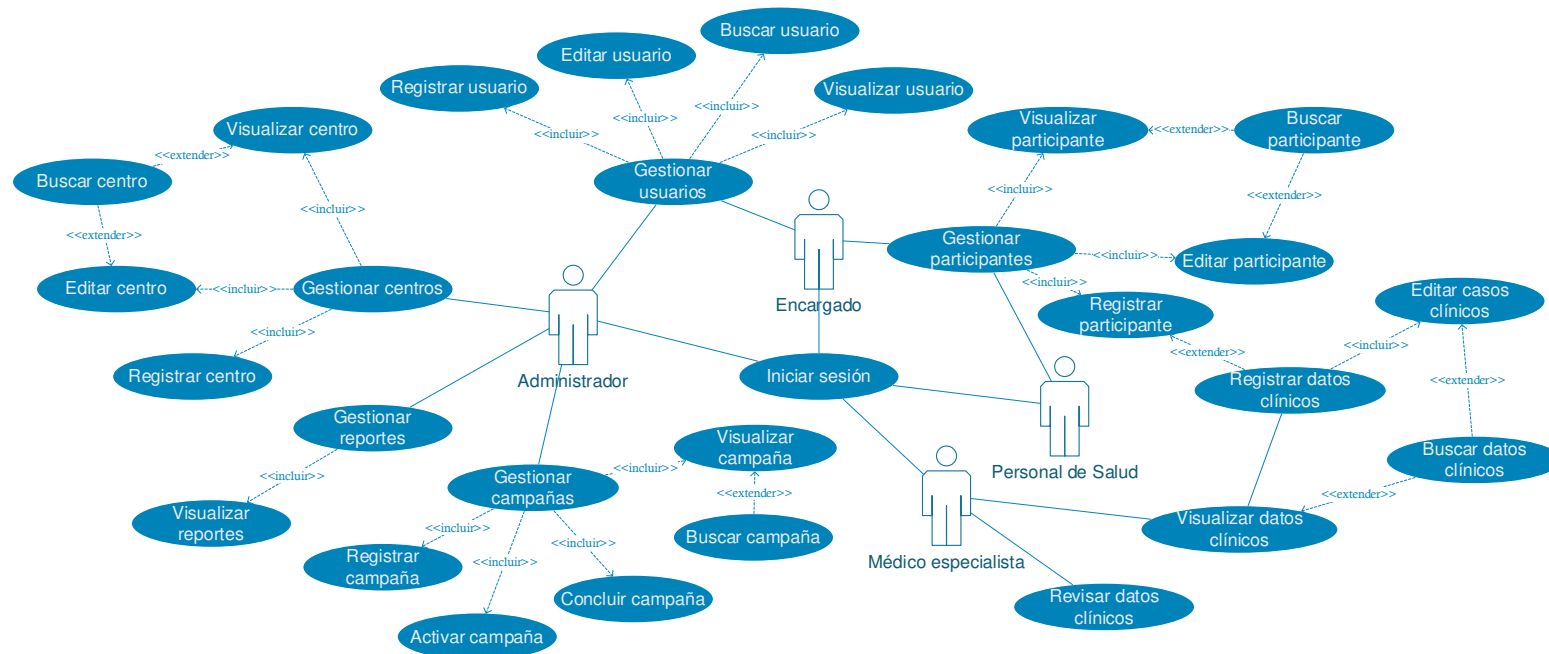 Buscar usuario
Editar usuario
Registrar usuario
Visualizar usuario
<<incluir>>
<<incluir>>
<<incluir>>
<<incluir>>
Gestionar
usuarios
Visualizar centro
<<extender>>
Buscar centro
<<extender>>
<<incluir>>
Editar centro
<<incluir>>
Gestionar centros
<<incluir>>
Registrar centro
Visualizar
participante
<<extender>>
Buscar
participante
<<incluir>>
<<extender>>
Gestionar
participantes
<<incluir>>
Editar participante
<<incluir>>
Registrar
participante
Encargado
Administrador
Iniciar sesión
Editar casos
clínicos
<<incluir>>
<<extender>>
<<extender>>
Registrar datos
clínicos
Personal de Salud
Buscar datos
clínicos
<<extender>>
Visualizar datos
clínicos
Médico especialista
Revisar datos
clínicos
Gestionar
reportes
<<incluir>>
Visualizar
reportes
Gestionar
campañas
<<incluir>>
Visualizar
campaña
<<extender>>
Buscar campaña
<<incluir>>
<<incluir>>
<<incluir>>
Registrar
campaña
Concluir campaña
Activar campaña